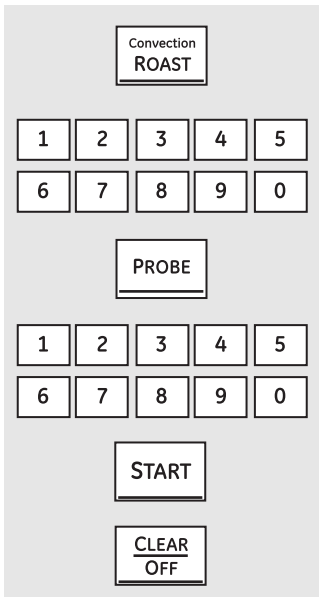 Convection
ROAST
1 2 3 4 5
6 7 8 9 0
PROBE
1 2 3 4 5
6 7 8 9 0
START
CLEAR
OFF